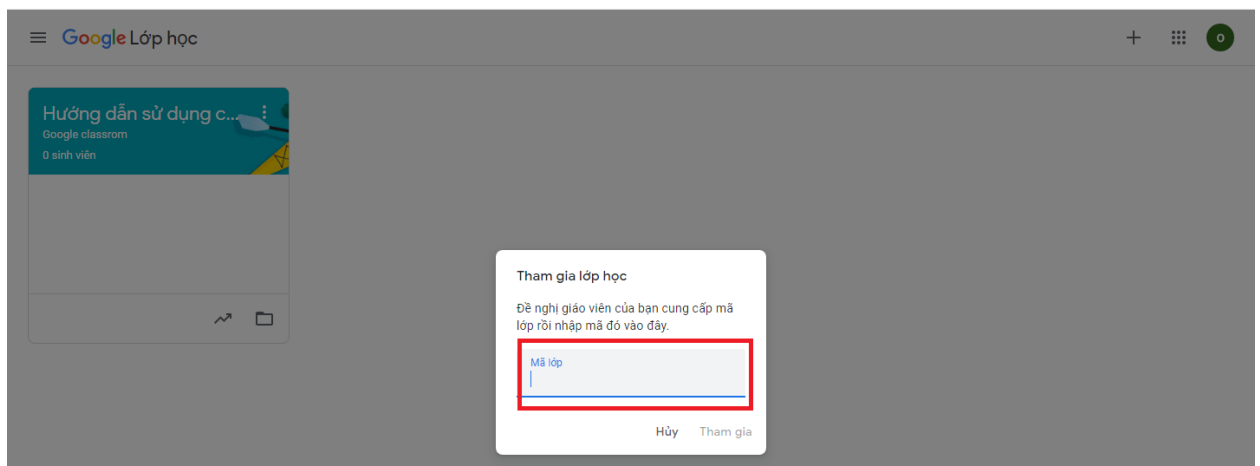 Google Lớp học
o
Hướng dẫn sử dụng c...
Google classrom
0 sinh viên
Tham gia lớp học
Đề nghị giáo viên của bạn cung cấp mã
lớp rồi nhập mã đó vào đây.
Mã lớp
Hủy Tham gia